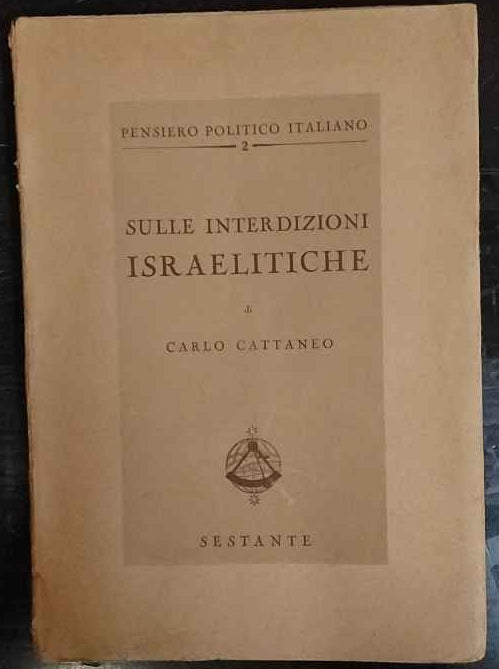 PENSIERO POLITICO ITALIANO
2
SULLE INTERDIZIONI
ISRAELITICHE
di
CARLO CATTANEO
SESTANTE